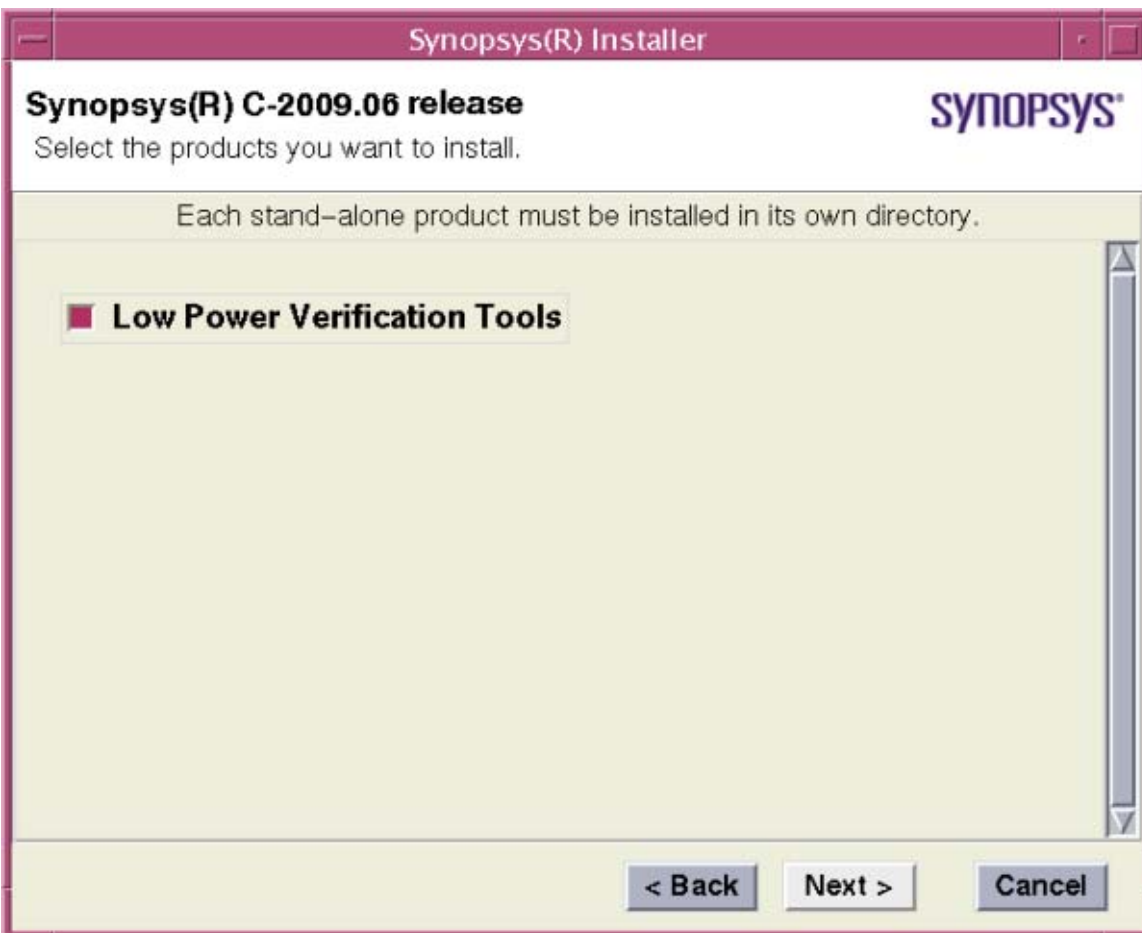 Synopsys(R) Installer
Synopsys(R) C-2009.06 release
SYNOPSYS®
Select the products you want to install.
Each stand-alone product must be installed in its own directory.
Low Power Verification Tools
< Back
Next >
Cancel